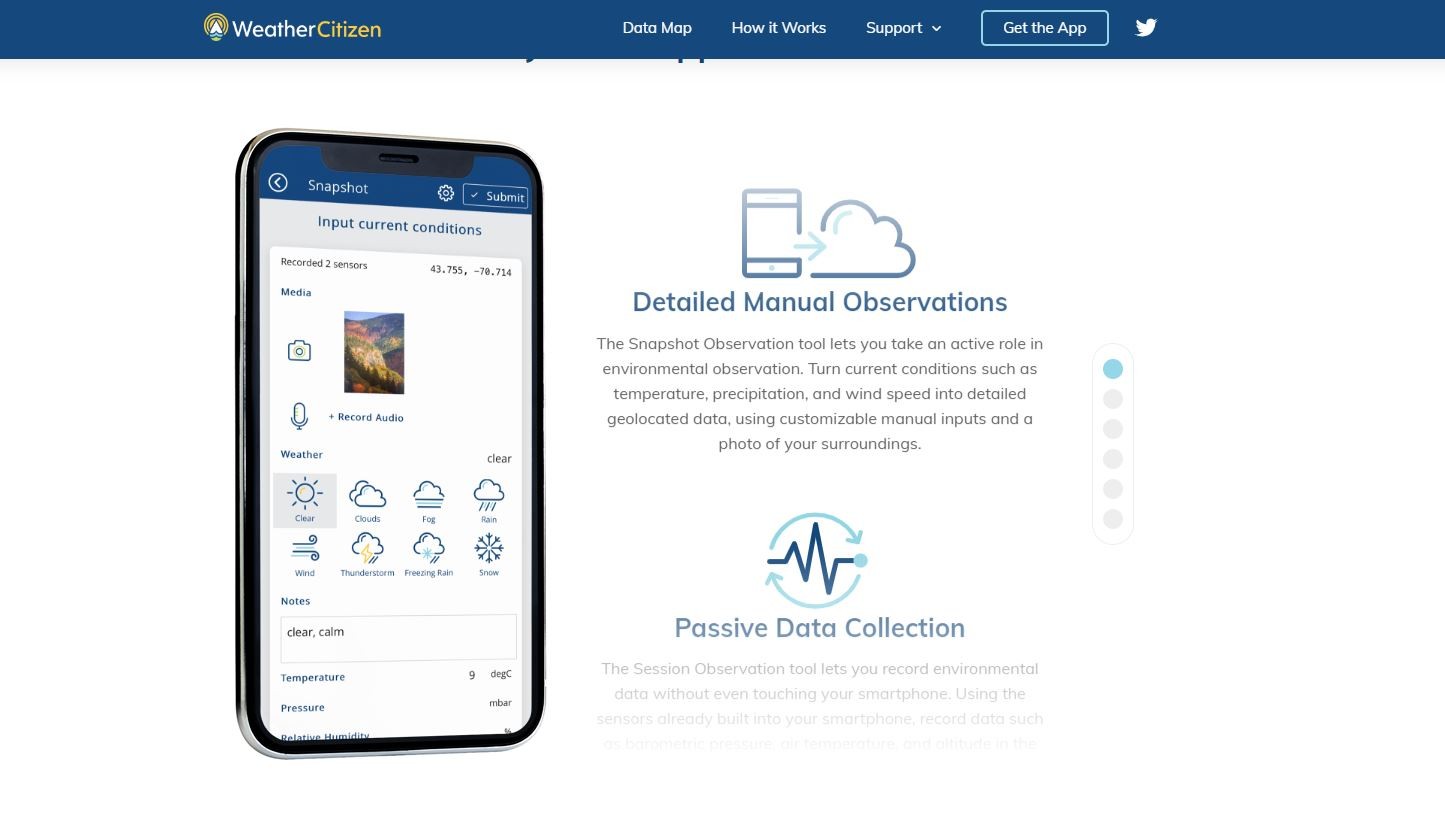 WeatherCitizen
Data Map
How it Works
Support
Get the App
Snapshot
Submit
Input current conditions
Recorded 2 sensors
43.755, -70.714
Media
+ Record Audio
Weather
clear
Clear
Clouds
Fog
Rain
Wind
Thunderstorm
Freezing Rain
Snow
Notes
clear, calm
Temperature
9
degC
Pressure
mbar
Relative Humidity
%
Detailed Manual Observations
The Snapshot Observation tool lets you take an active role in
environmental observation. Turn current conditions such as
temperature, precipitation, and wind speed into detailed
geolocated data, using customizable manual inputs and a
photo of your surroundings.
Passive Data Collection
The Session Observation tool lets you record environmental
data without even touching your smartphone. Using the
sensors already built into your smartphone, record data such
as barometric pressure, air temperature, and altitude in the